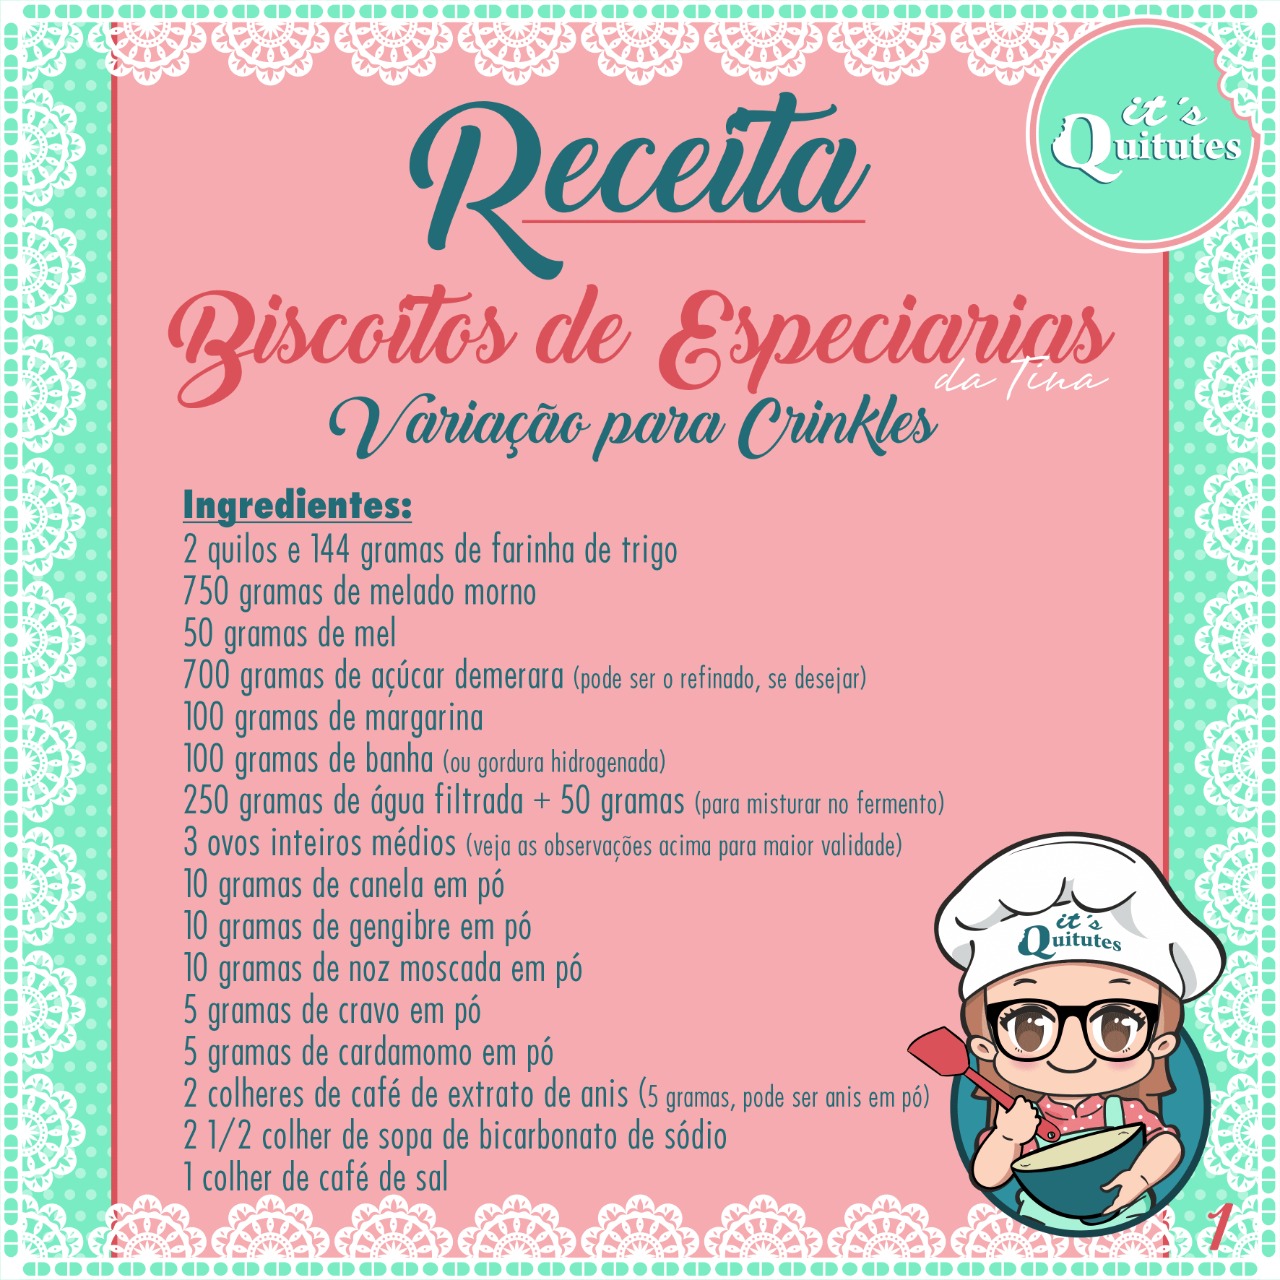 it´s
Quitutes
Receita
Biscoitos de Especiarias
da Tina
Variação para Crinkles
Ingredientes:
2 quilos e 144 gramas de farinha de trigo
750 gramas de melado morno
50 gramas de mel
700 gramas de açúcar demerara (pode ser o refinado, se desejar)
100 gramas de margarina
100 gramas de banha (ou gordura hidrogenada)
250 gramas de água filtrada + 50 gramas (para misturar no fermento)
3 ovos inteiros médios (veja as observações acima para maior validade)
10 gramas de canela em pó
10 gramas de gengibre em pó
10 gramas de noz moscada em pó
5 gramas de cravo em pó
5 gramas de cardamomo em pó
2 colheres de café de extrato de anis (5 gramas, pode ser anis em pó)
2 1/2 colher de sopa de bicarbonato de sódio
1 colher de café de sal
it´s
Quitutes
1